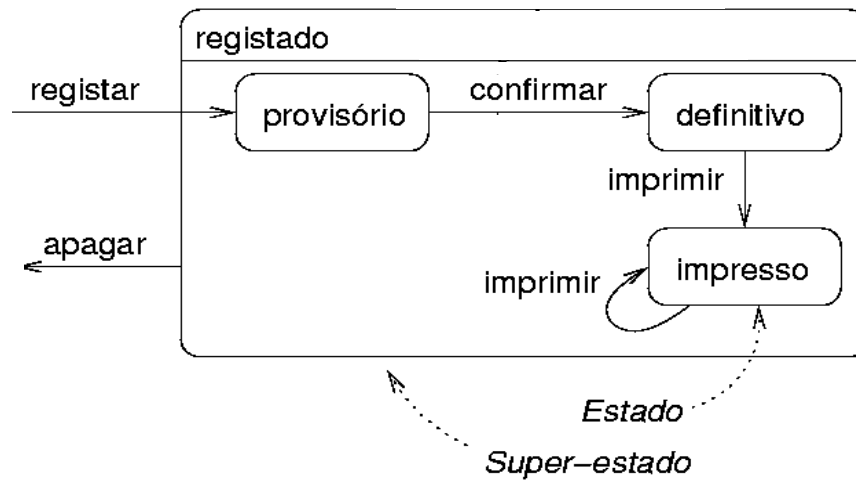 registado
registar
provisório
confirmar
definitivo
imprimir
apagar
imprimir
impresso
Estado
Super-estado